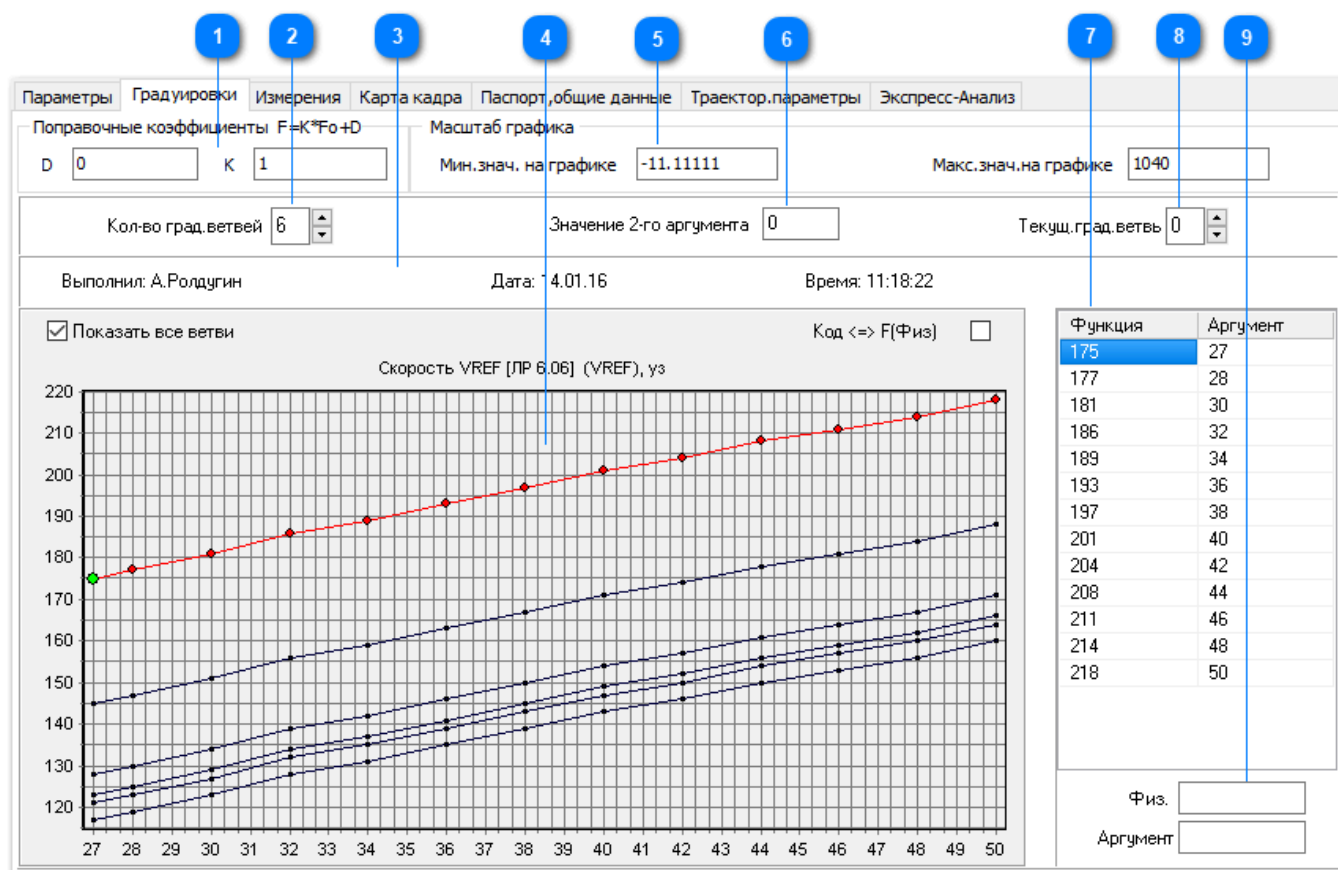 1 2 3 4 5 6 7 8 9
Параметры Градуировки Измерения Карта кадра Паспорт,общие данные Траектор.параметры Экспресс-Анализ
Поправочные коэффициенты F=K*Fo+D Масштаб графика
D 0 K 1 Мин.знач. на графике -11.11111 Макс.знач.на графике 1040
Кол-во град.ветвей 6 Значение 2-го аргумента 0 Текущ.град.ветвь 0
Выполнил: А.Ролдугин Дата: 14.01.16 Время: 11:18:22
Показать все ветви Код <=> F(Физ)
Скорость VREF [ЛР 6.06] (VREF), уз
220
210
200
190
180
170
160
150
140
130
120
27 28 29 30 31 32 33 34 35 36 37 38 39 40 41 42 43 44 45 46 47 48 49 50
Функция Аргумент
175 27
177 28
181 30
186 32
189 34
193 36
197 38
201 40
204 42
208 44
211 46
214 48
218 50
Физ.
Аргумент